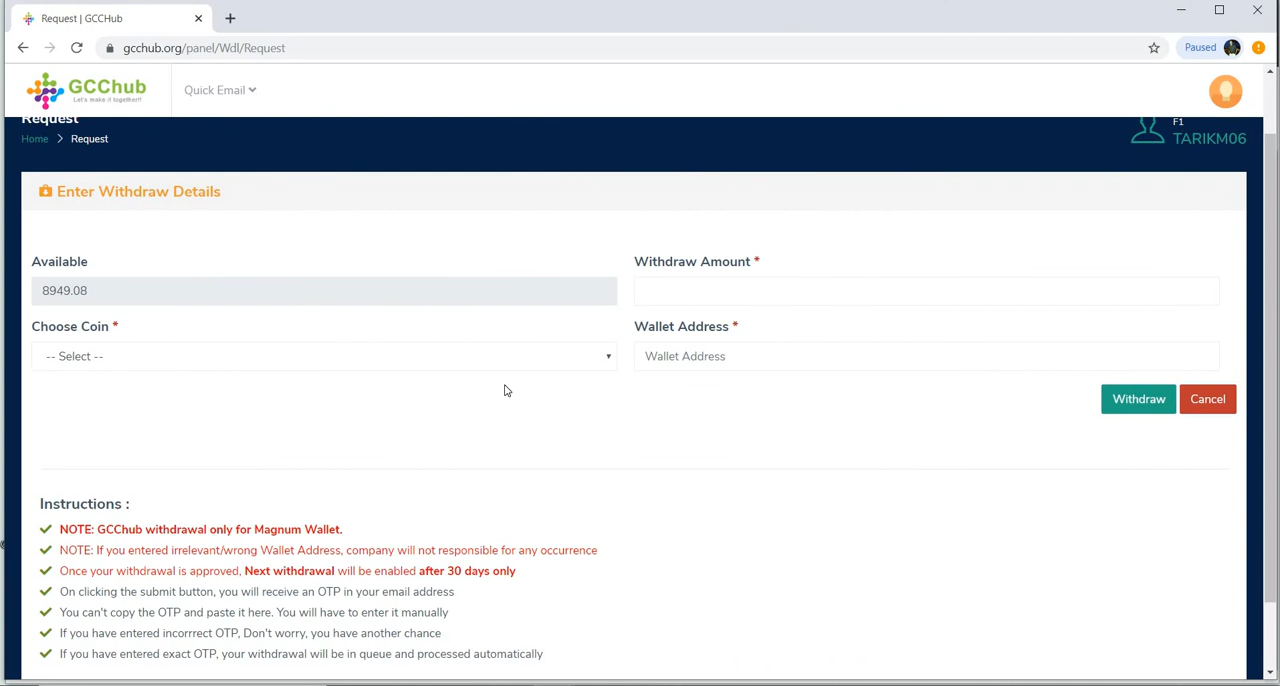 Request | GCCHub
gcchub.org/panel/Wdl/Request
Paused
GCChub
Let's make it together!!
Quick Email
Request
Home > Request
F1
TARIKM06
Enter Withdraw Details
Available
Withdraw Amount *
8949.08
Choose Coin *
Wallet Address *
-- Select --
Wallet Address
Withdraw
Cancel
Instructions :
NOTE: GCChub withdrawal only for Magnum Wallet.
NOTE: If you entered irrelevant/wrong Wallet Address, company will not responsible for any occurrence
Once your withdrawal is approved, Next withdrawal will be enabled after 30 days only
On clicking the submit button, you will receive an OTP in your email address
You can't copy the OTP and paste it here. You will have to enter it manually
If you have entered incorrrect OTP, Don't worry, you have another chance
If you have entered exact OTP, your withdrawal will be in queue and processed automatically